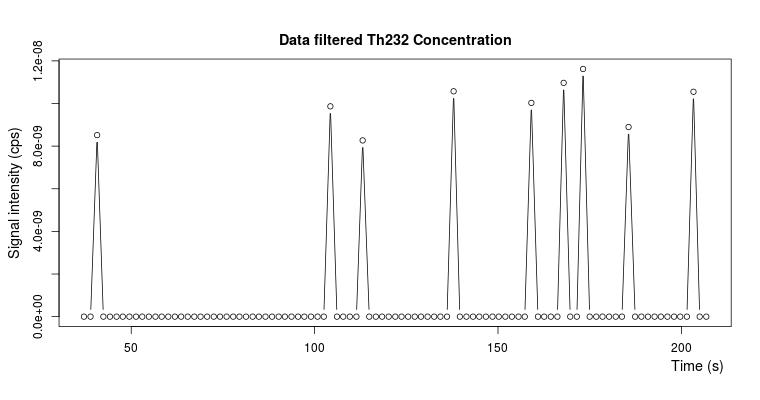 Data filtered Th232 Concentration
Signal intensity (cps)
1.2e-08
8.0e-09
4.0e-09
0.0e+00
50 100 150 200
Time (s)